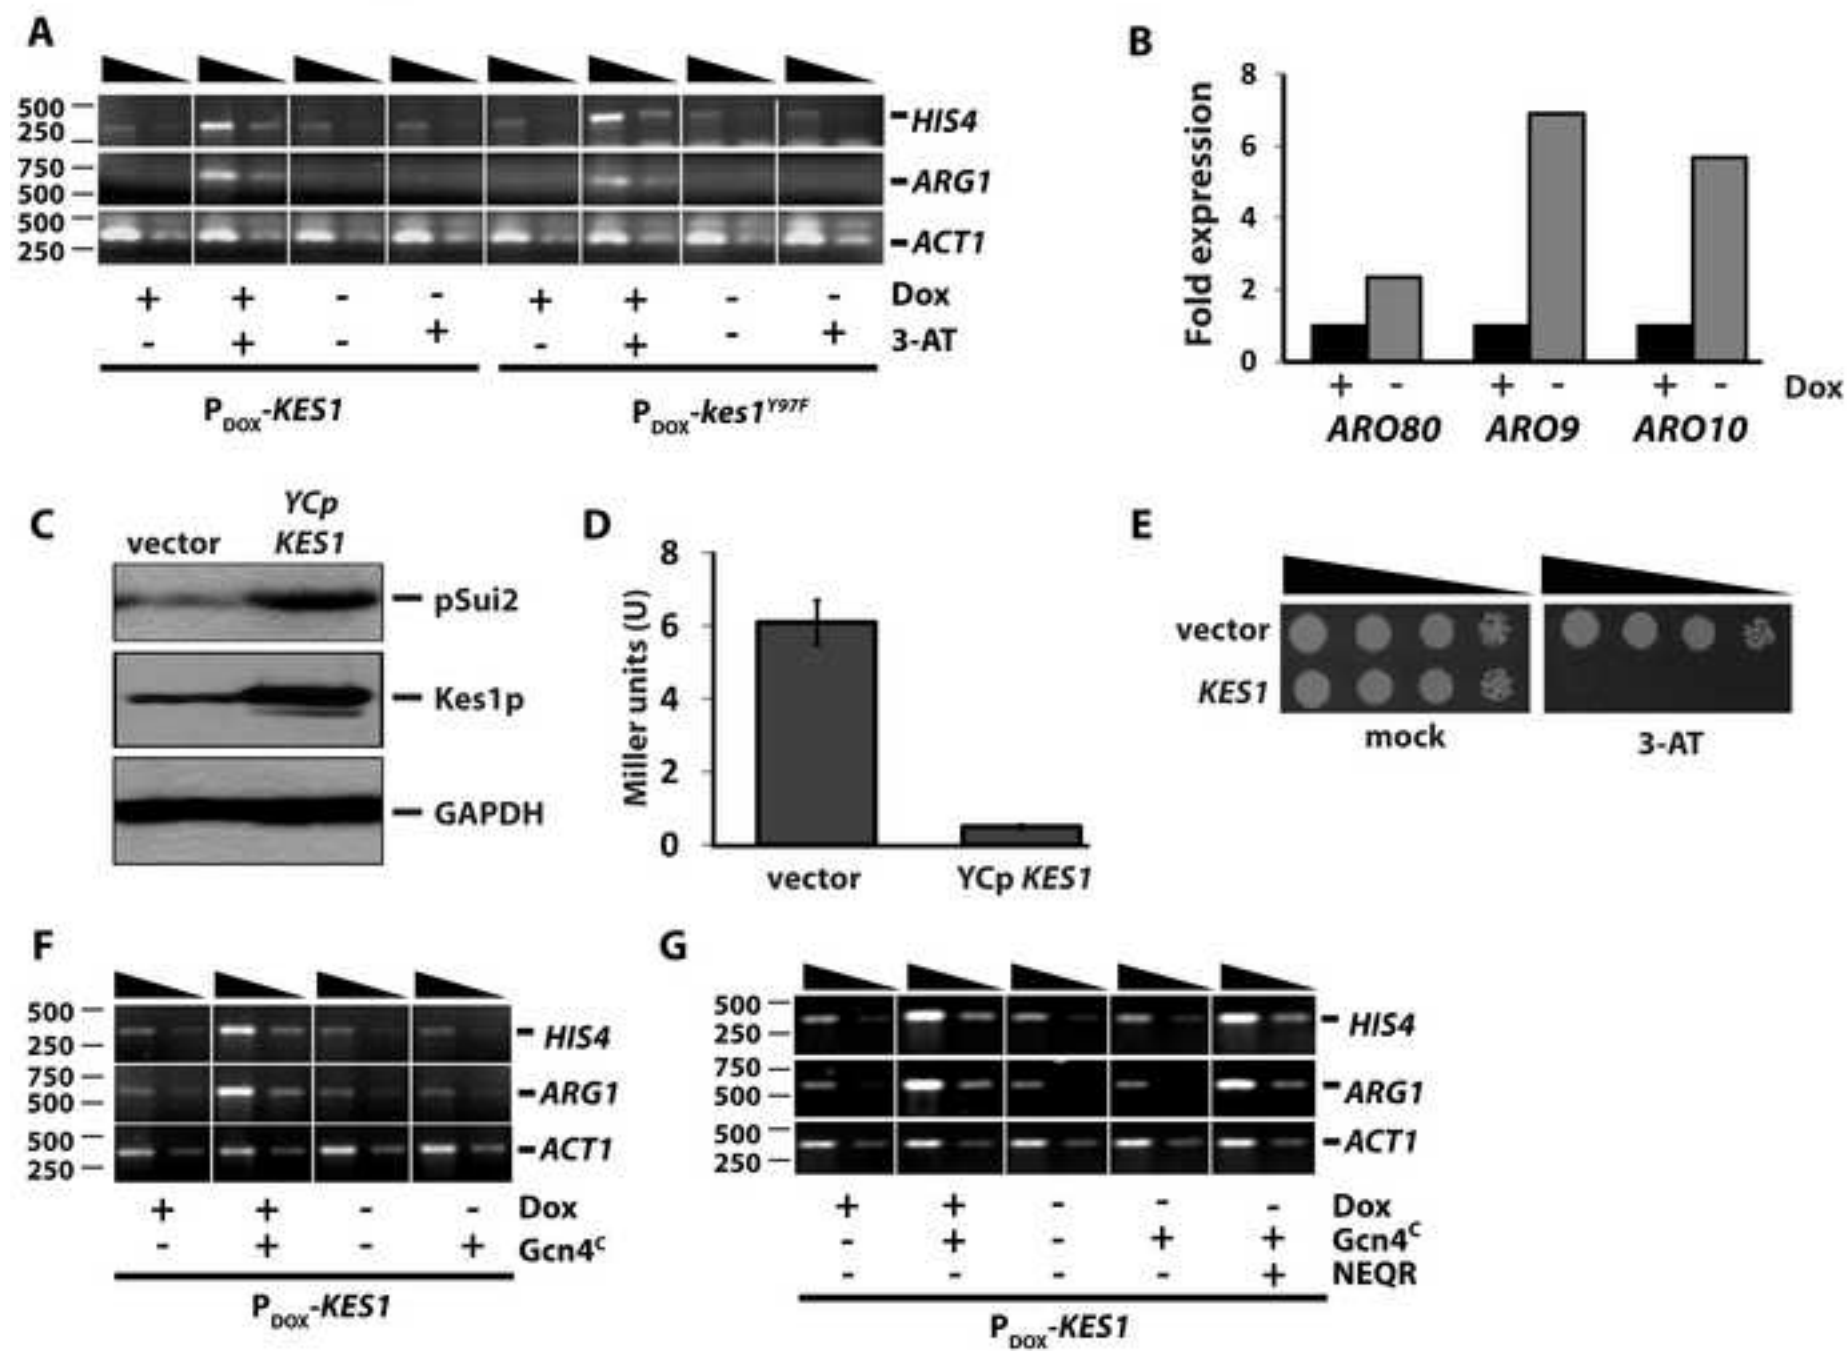 A
500
250
HIS4
750
500
ARG1
500
250
ACT1
+ + - - + + - - Dox
- + - + - + - + 3-AT
PDOX-KES1
PDOX-kes1Y97F
B
Fold expression
8
6
4
2
0
+ - + - + - Dox
ARO80 ARO9 ARO10
C
vector
YCp
KES1
pSui2
Kes1p
GAPDH
D
Miller units (U)
8
6
4
2
0
vector YCp KES1
E
vector
KES1
mock
3-AT
F
500
250
HIS4
750
500
ARG1
500
250
ACT1
+ + - - Dox
- + - + Gcn4C
PDOX-KES1
G
500
250
HIS4
750
500
ARG1
500
250
ACT1
+ + - - - Dox
- + - + + Gcn4C
- - - - + NEQR
PDOX-KES1